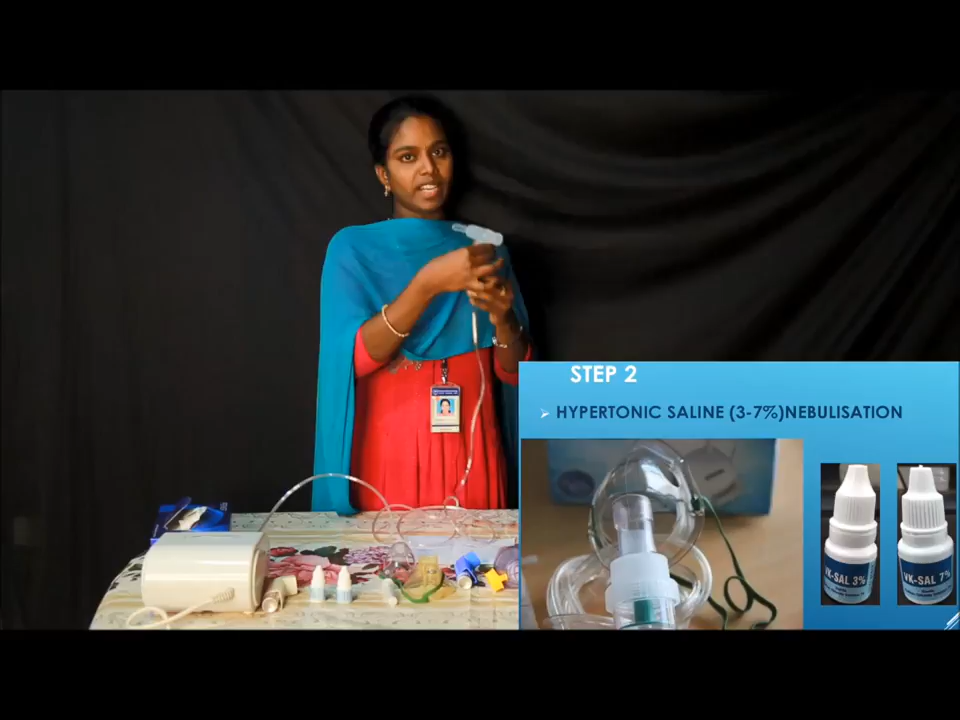 STEP 2
HYPERTONIC SALINE (3-7%)NEBULISATION
VK-SAL 3%
VK-SAL 7%